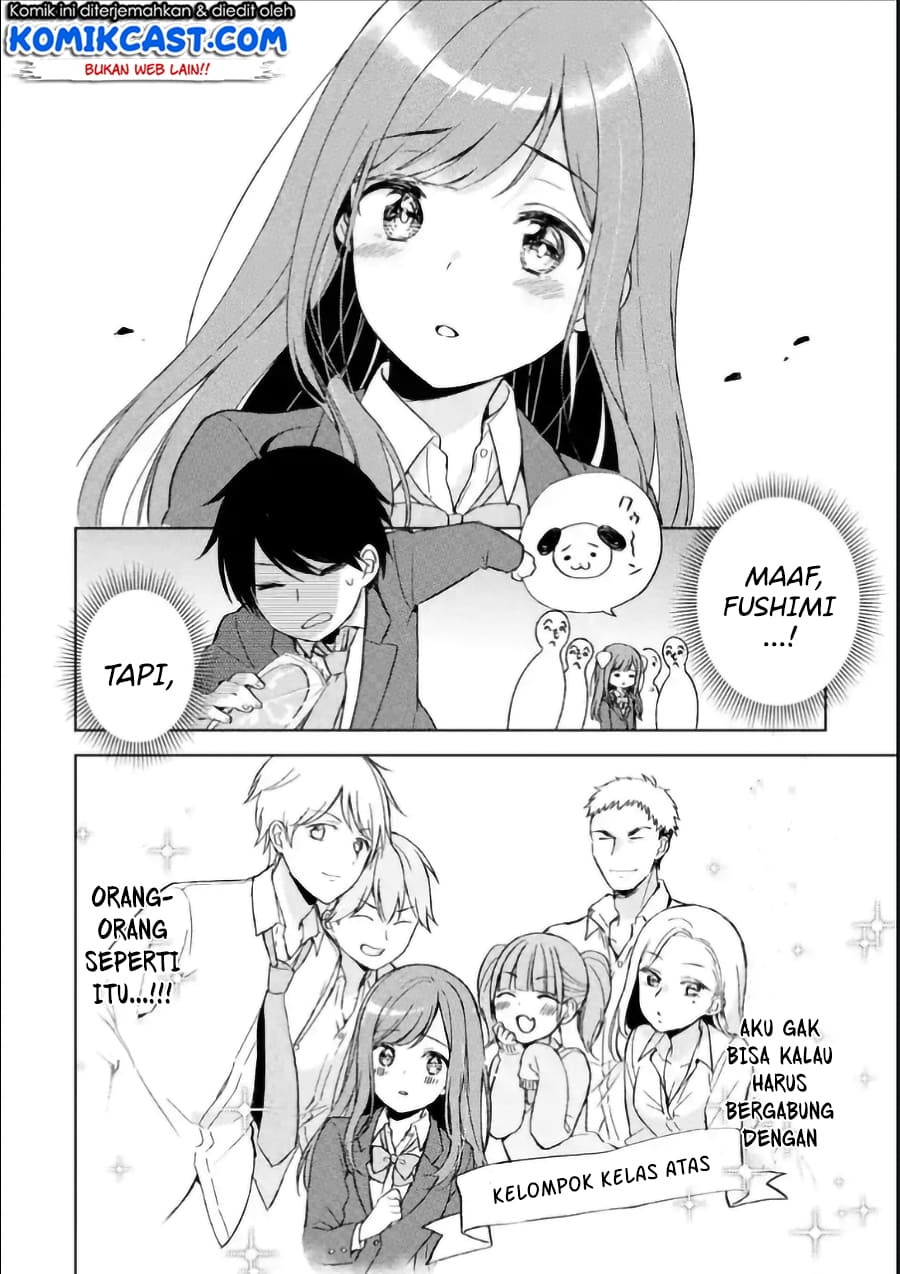 Komik ini diterjemahkan & diedit oleh
KOMIKCAST.COM
BUKAN WEB LAIN!!
MAAF,
FUSHIMI
...!
TAPI,
AKU GAK
BISA KALAU
HARUS
BERGABUNG
DENGAN
ORANG-
ORANG
SEPERTI
ITU...!!!
KELOMPOK KELAS ATAS